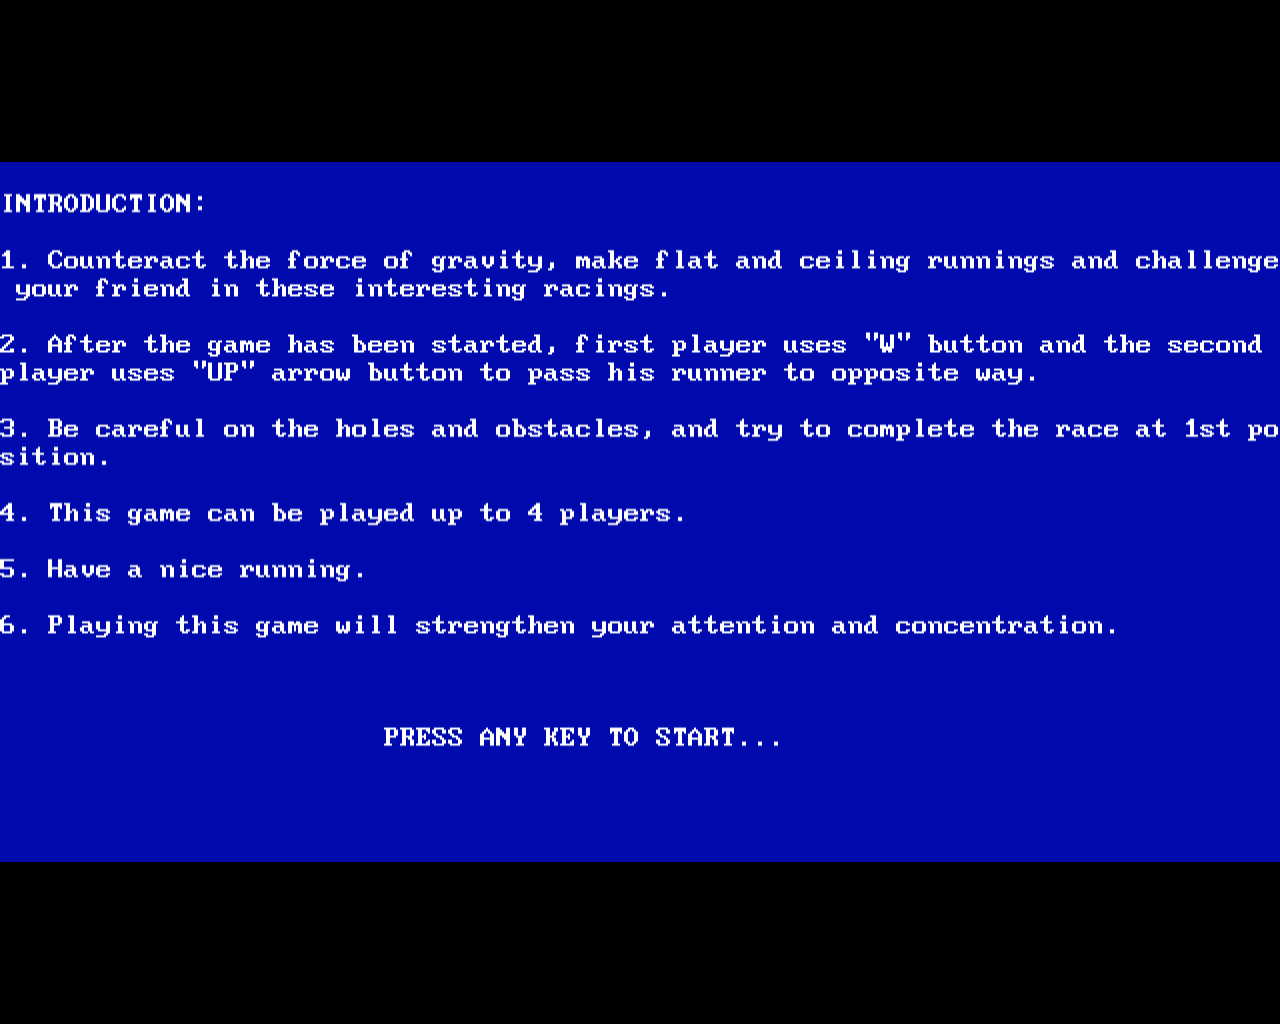 INTRODUCTION:
1. Counteract the force of gravity, make flat and ceiling runnings and challenge
your friend in these interesting racings.
2. After the game has been started, first player uses "W" button and the second
player uses "UP" arrow button to pass his runner to opposite way.
3. Be careful on the holes and obstacles, and try to complete the race at 1st po
sition.
4. This game can be played up to 4 players.
5. Have a nice running.
6. Playing this game will strengthen your attention and concentration.
PRESS ANY KEY TO START...